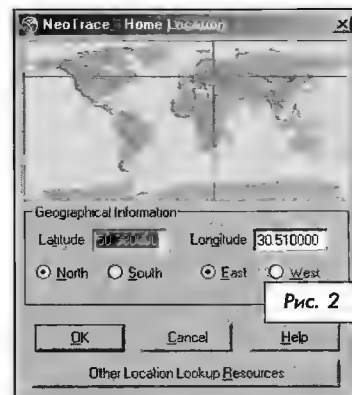 NeoTrace - Home Location
Geographical Information
Latitude Longitude
30.510000
North South East West
Рис. 2
OK Cancel Help
Other Location Lookup Resources